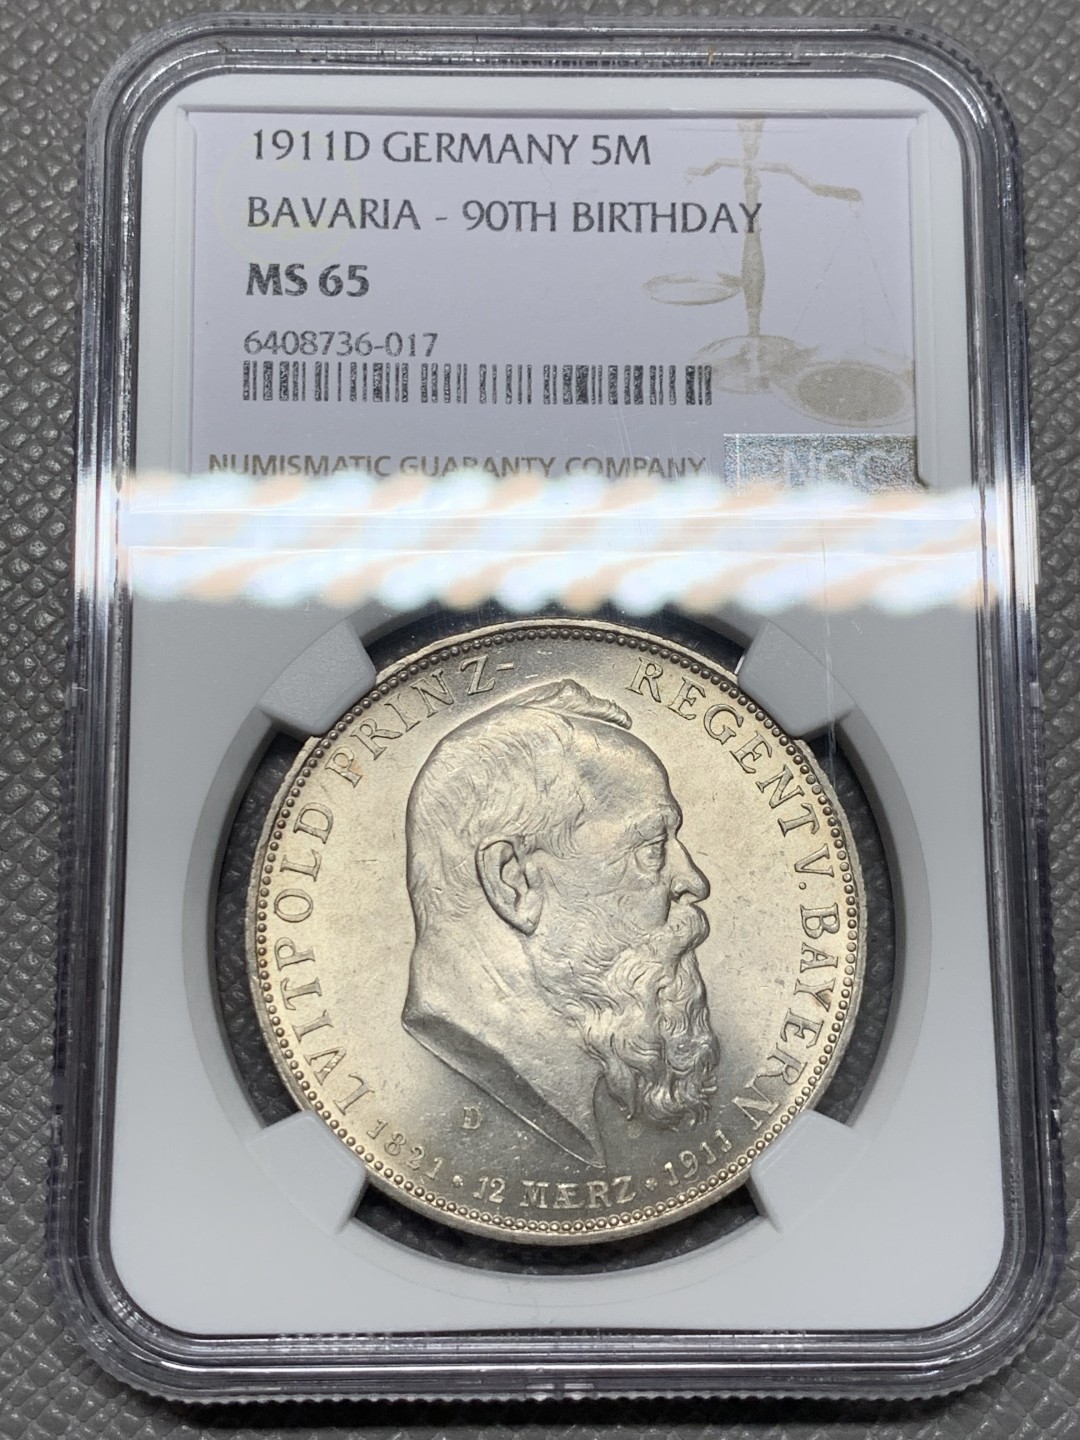 1911D GERMANY 5M
BAVARIA - 90TH BIRTHDAY
MS 65
6408736-017
NUMISMATIC GUARANTY COMPANY
NGC
LVITPOLD PRINZ-REGENT V. BAYERN
D
1821 * 12 MÆRZ * 1911